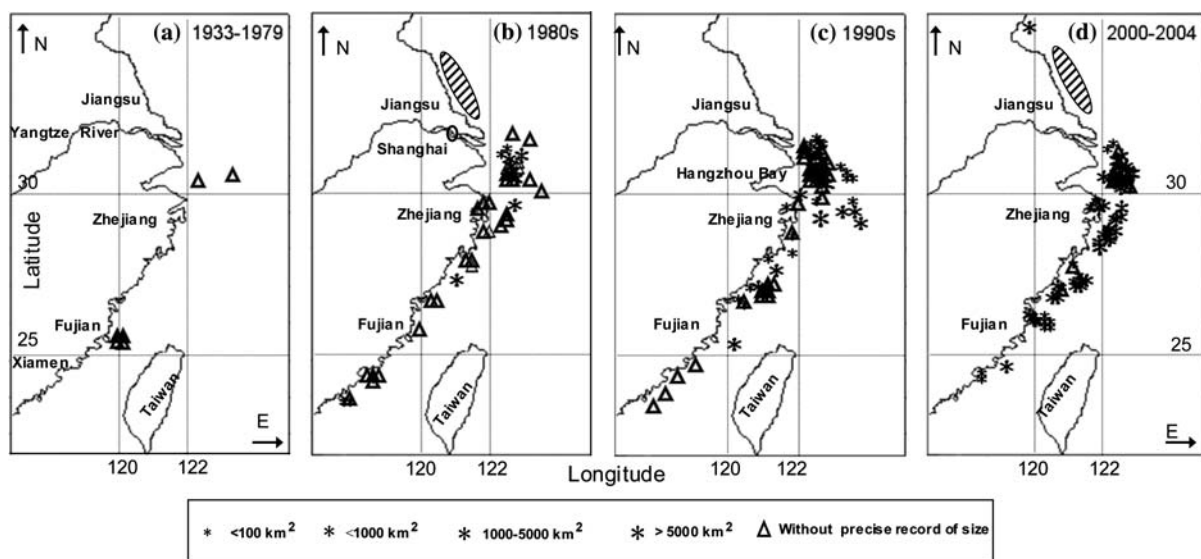 (a) 1933-1979
N
Jiangsu
Yangtze River
30
Zhejiang
Latitude
Fujian
25
Xiamen
Taiwan
E
120 122
(b) 1980s
N
Jiangsu
0
Shanghai
Zhejiang
Fujian
Taiwan
120 122
(c) 1990s
N
Jiangsu
Hangzhou Bay
Zhejiang
Fujian
Taiwan
120 122
(d) 2000-2004
N
Jiangsu
30
Zhejiang
Fujian
25
Taiwan
E
120 122
Longitude
* <100 km² * <1000 km² * 1000-5000 km² * > 5000 km² Δ Without precise record of size